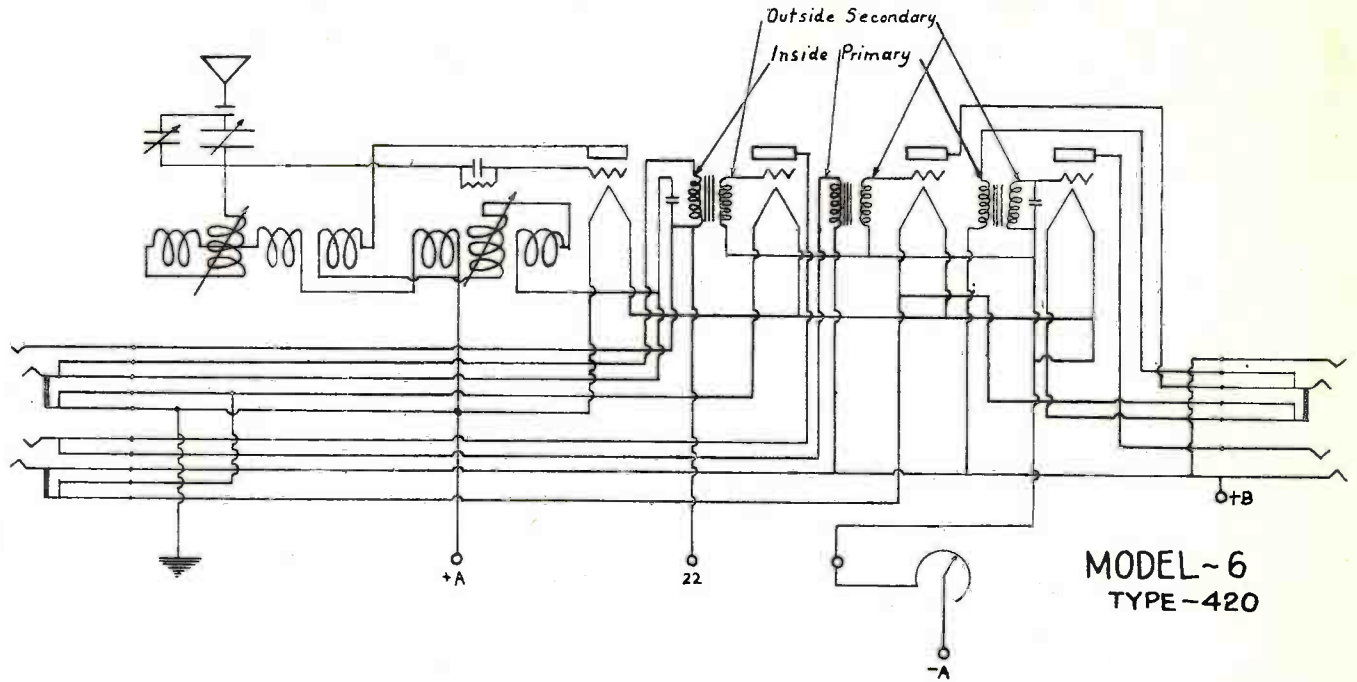 Outside Secondary
Inside Primary
+A
22
+B
-A
MODEL~6
TYPE-420